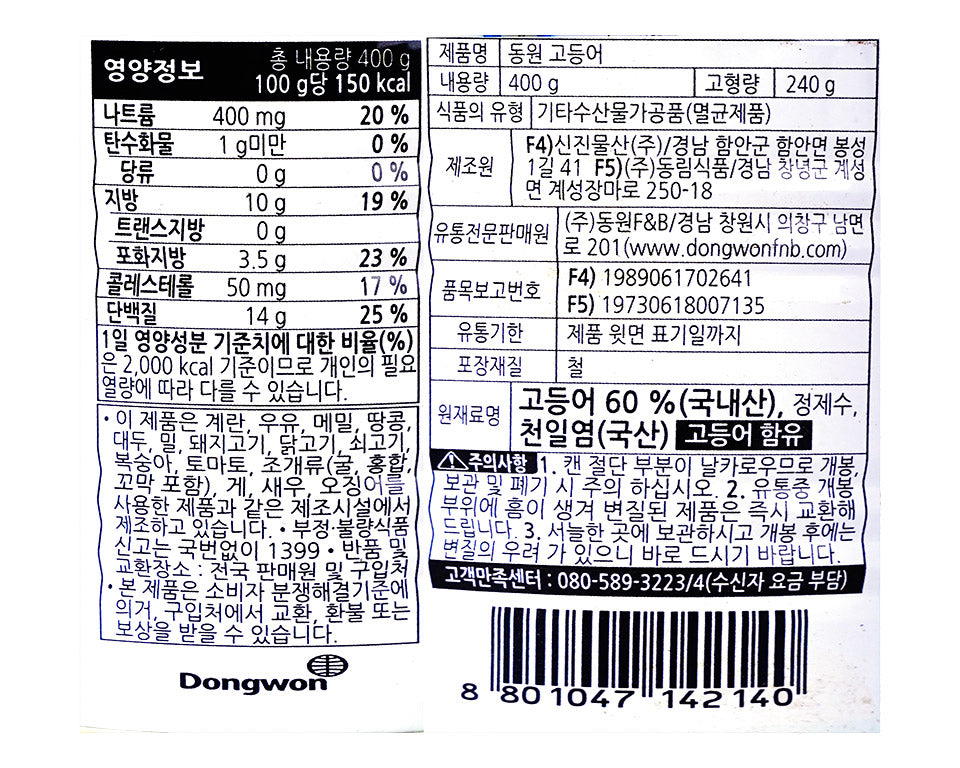 영양정보
총 내용량 400 g
100 g당 150 kcal
나트륨 400 mg 20 %
탄수화물 1 g미만 0 %
당류 0 g 0 %
지방 10 g 19 %
트랜스지방 0 g
포화지방 3.5 g 23 %
콜레스테롤 50 mg 17 %
단백질 14 g 25 %
1일 영양성분 기준치에 대한 비율(%)
은 2,000 kcal 기준이므로 개인의 필요
열량에 따라 다를 수 있습니다.
• 이 제품은 계란, 우유, 메밀, 땅콩,
대두, 밀, 돼지고기, 닭고기, 쇠고기,
복숭아, 토마토, 조개류(굴, 홍합,
꼬막 포함), 게, 새우, 오징어를
사용한 제품과 같은 제조시설에서
제조하고 있습니다. • 부정·불량식품
신고는 국번없이 1399 • 반품 및
교환장소 : 전국 판매원 및 구입처
• 본 제품은 소비자 분쟁해결기준에
의거, 구입처에서 교환, 환불 또는
보상을 받을 수 있습니다.
Dongwon
제품명 동원 고등어
내용량 400 g 고형량 240 g
식품의 유형 기타수산물가공품(멸균제품)
제조원 F4)신진물산(주)/경남 함안군 함안면 봉성
1길 41 F5)(주)동림식품/경남 창녕군 계성
면 계성장마로 250-18
유통전문판매원 (주)동원F&B/경남 창원시 의창구 남면
로 201(www.dongwonfnb.com)
품목보고번호 F4) 1989061702641
F5) 19730618007135
유통기한 제품 윗면 표기일까지
포장재질 철
원재료명 고등어 60 %(국내산), 정제수,
천일염(국산) 고등어 함유
⚠주의사항 1. 캔 절단 부분이 날카로우므로 개봉,
보관 및 폐기 시 주의 하십시오. 2. 유통중 개봉
부위에 흠이 생겨 변질된 제품은 즉시 교환해
드립니다. 3. 서늘한 곳에 보관하시고 개봉 후에는
변질의 우려 가 있으니 바로 드시기 바랍니다.
고객만족센터 : 080-589-3223/4(수신자 요금 부담)
8 801047 142140